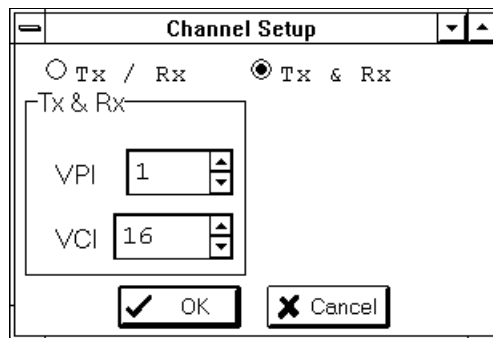 Channel Setup
Tx / Rx Tx & Rx
Tx & Rx
VPI 1
VCI 16
OK Cancel